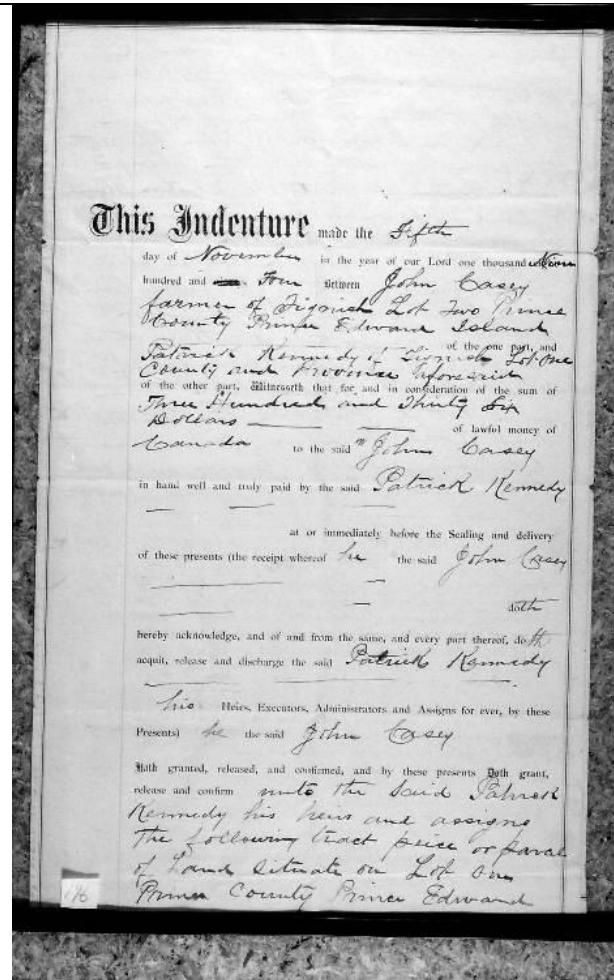 This Indenture made the Fifth
day of November in the year of our Lord one thousand Nine
hundred and Four Between John Casey
farmer of Tignish Lot Two Prince
County Prince Edward Island
of the one part, and
Patrick Kennedy of Tignish Lot One
County and Province aforesaid
of the other part, Witnesseth that for and in consideration of the sum of
Three Hundred and Thirty Six
Dollars of lawful money of
Canada to the said John Casey
in hand well and truly paid by the said Patrick Kennedy
at or immediately before the Sealing and delivery
of these presents (the receipt whereof he the said John Casey
doth
hereby acknowledge, and of and from the same, and every part thereof, doth
acquit, release and discharge the said Patrick Kennedy
his Heirs, Executors, Administrators and Assigns for ever, by these
Presents) he the said John Casey
Hath granted, released, and confirmed, and by these presents Doth grant,
release and confirm unto the said Patrick
Kennedy his heirs and assigns
the following tract peice or parcel
of Land situate on Lot One
Prince County Prince Edward
196